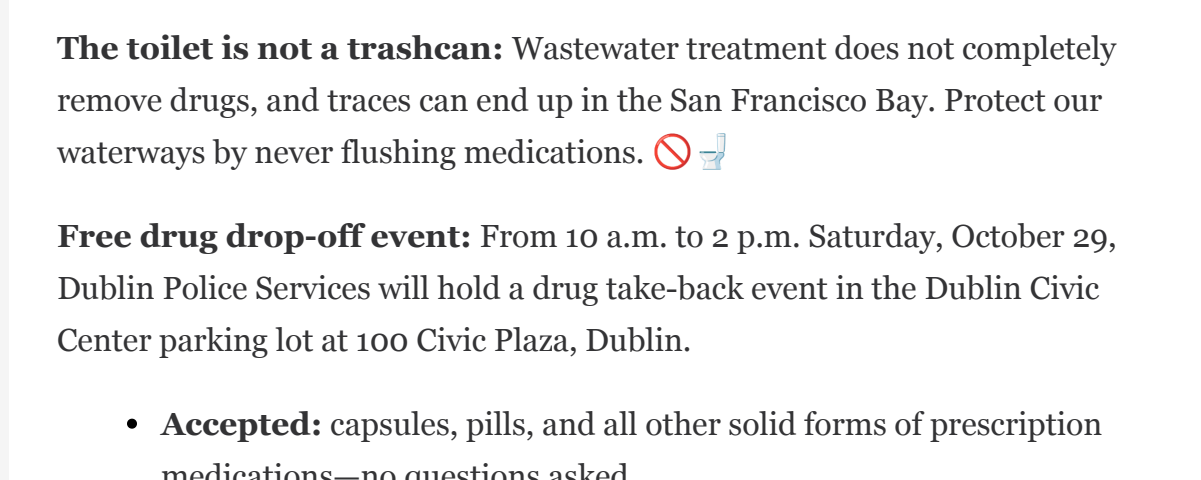 The toilet is not a trashcan: Wastewater treatment does not completely
remove drugs, and traces can end up in the San Francisco Bay. Protect our
waterways by never flushing medications. 🚫🚽
Free drug drop-off event: From 10 a.m. to 2 p.m. Saturday, October 29,
Dublin Police Services will hold a drug take-back event in the Dublin Civic
Center parking lot at 100 Civic Plaza, Dublin.
• Accepted: capsules, pills, and all other solid forms of prescription
medications—no questions asked